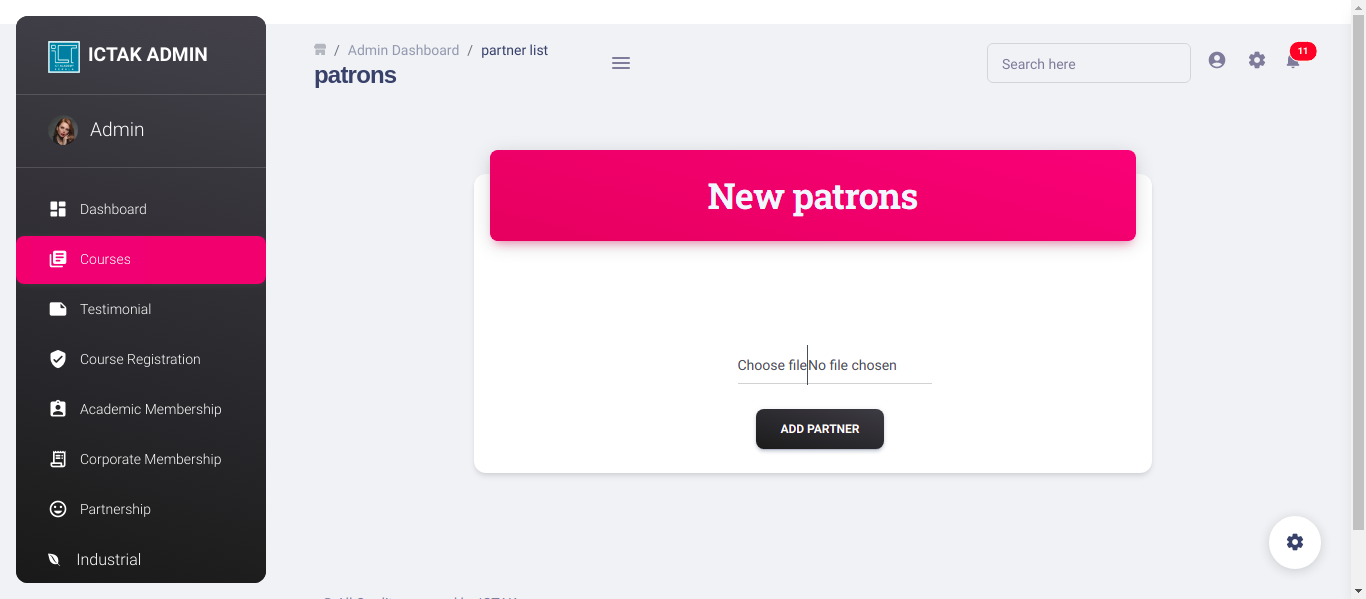 ICTAK ADMIN
Admin
Dashboard
Courses
Testimonial
Course Registration
Academic Membership
Corporate Membership
Partnership
Industrial
/ Admin Dashboard / partner list
patrons
Search here
11
New patrons
Choose file No file chosen
ADD PARTNER